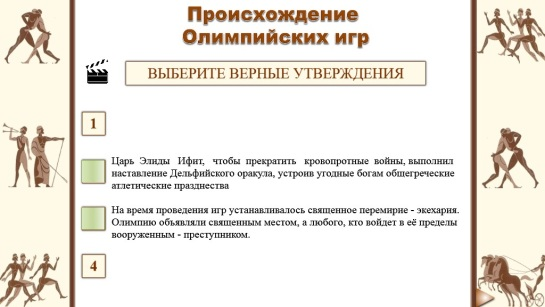 Происхождение
Олимпийских игр
ВЫБЕРИТЕ ВЕРНЫЕ УТВЕРЖДЕНИЯ
1
Царь Элиды Ифит, чтобы прекратить кровопротные войны, выполнил
наставление Дельфийского оракула, устроив угодные богам общегреческие
атлетические празднества
На время проведения игр устанавливалось священное перемирие - экехария.
Олимпию объявляли священным местом, а любого, кто войдет в её пределы
вооруженным - преступником.
4